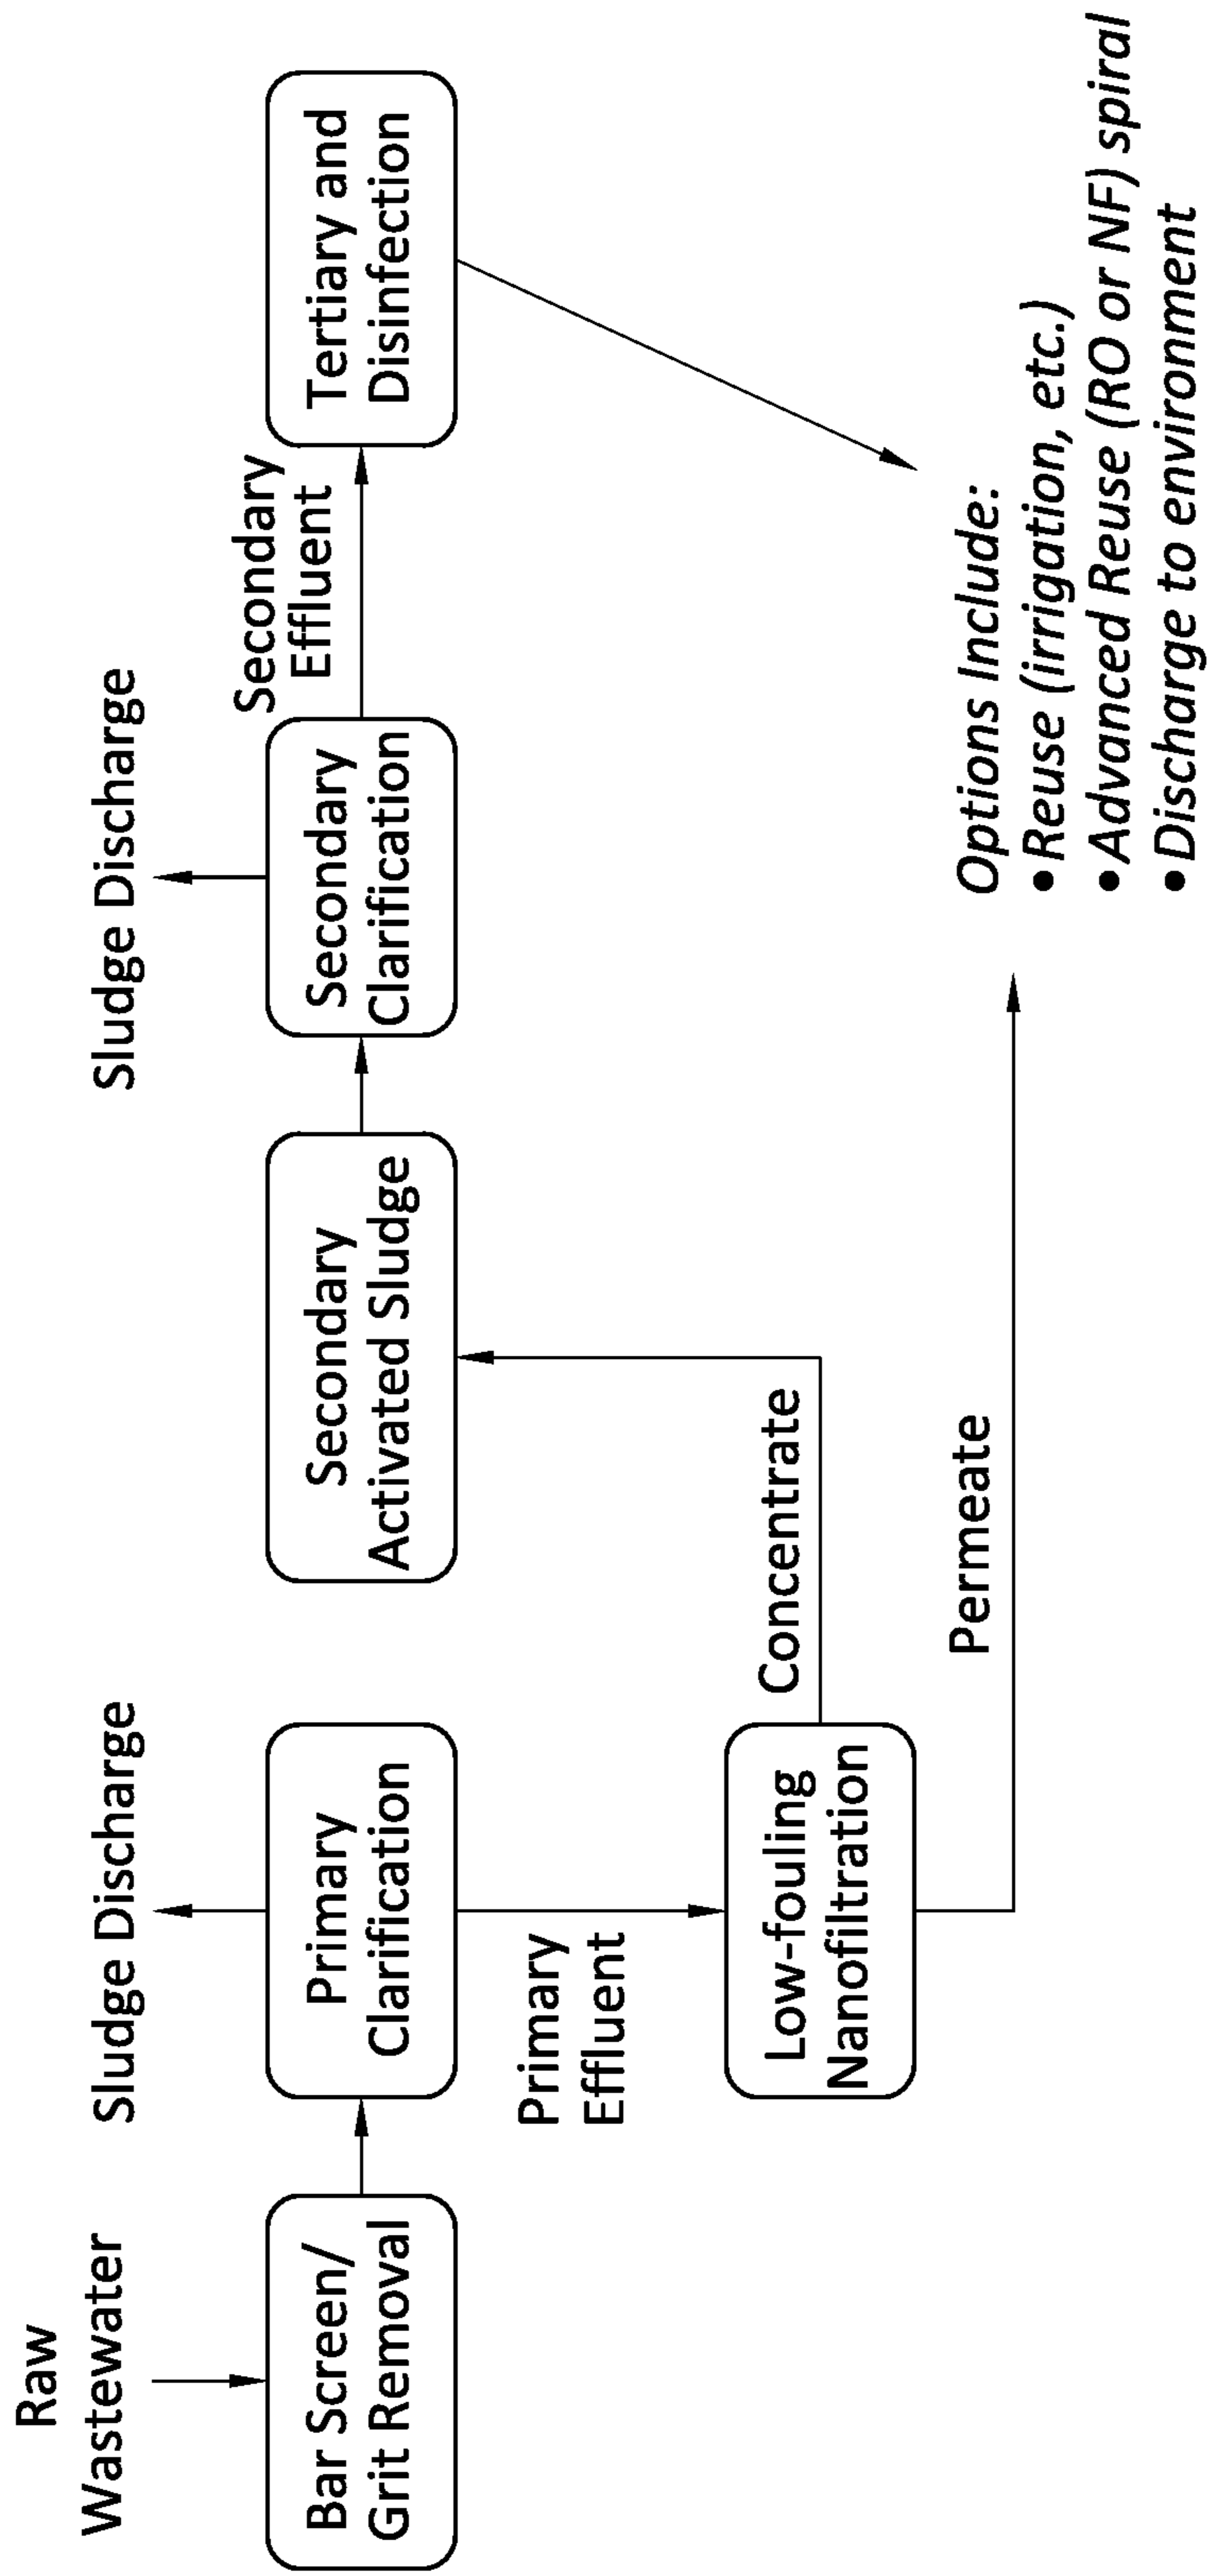 Raw
Wastewater
Bar Screen/
Grit Removal
Sludge Discharge
Primary
Clarification
Primary
Effluent
Low-fouling
Nanofiltration
Concentrate
Permeate
Secondary
Activated Sludge
Sludge Discharge
Secondary
Clarification
Secondary
Effluent
Tertiary and
Disinfection
Options Include:
•Reuse (irrigation, etc.)
•Advanced Reuse (RO or NF) spiral
•Discharge to environment